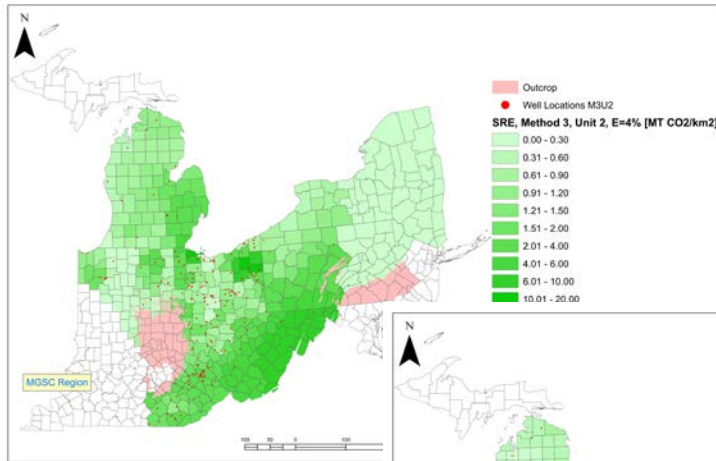 N
Outcrop
Well Locations M3U2
SRE, Method 3, Unit 2, E=4% [MT CO2/km2]
0.00 - 0.30
0.31 - 0.60
0.61 - 0.90
0.91 - 1.20
1.21 - 1.50
1.51 - 2.00
2.01 - 4.00
4.01 - 6.00
6.01 - 10.00
10.01 - 20.00
MGSC Region
N